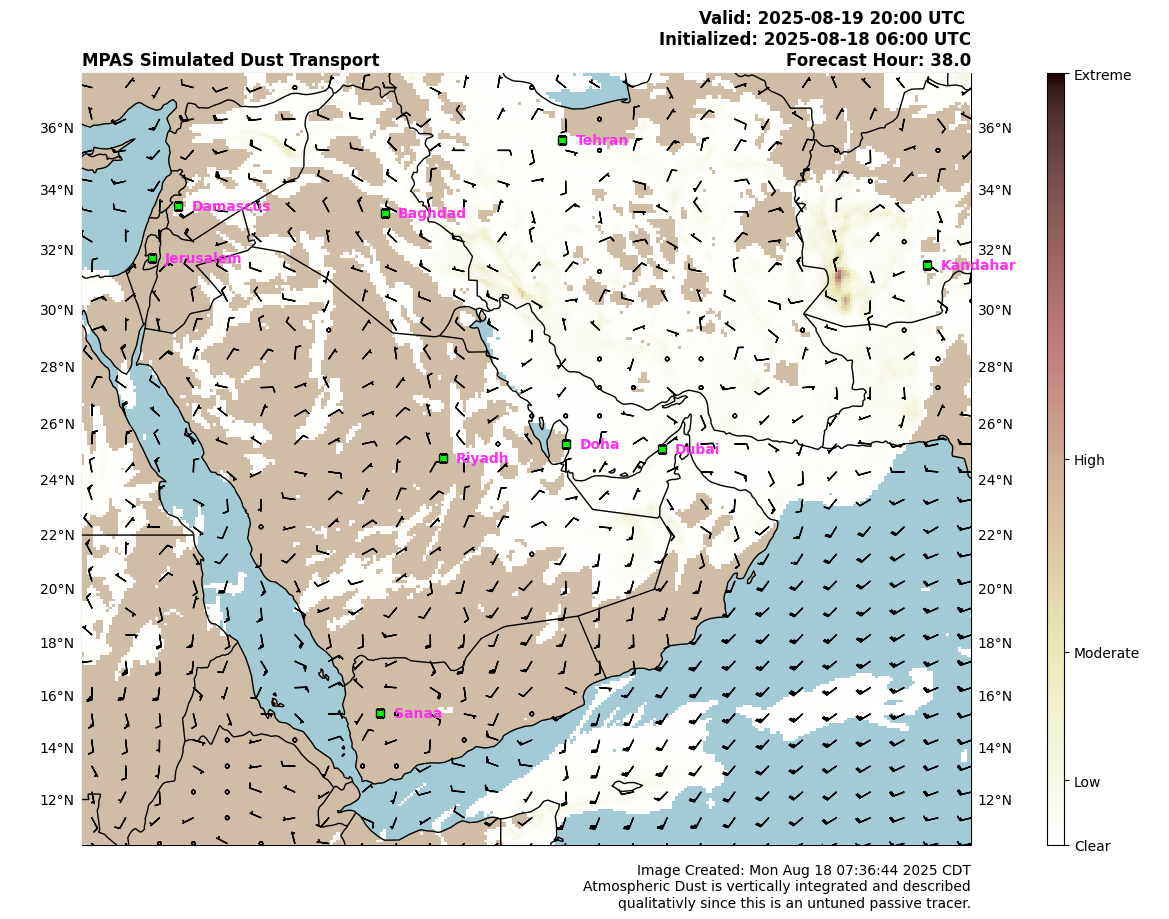 Valid: 2025-08-19 20:00 UTC
Initialized: 2025-08-18 06:00 UTC
MPAS Simulated Dust Transport Forecast Hour: 38.0
Extreme
36°N Tehran 36°N
34°N Damascus Baghdad 34°N
32°N Jerusalem Kandahar 32°N
30°N 30°N
28°N 28°N
26°N Doha Dubai 26°N
High
24°N Riyadh 24°N
22°N 22°N
20°N 20°N
18°N 18°N
Moderate
16°N Sanaa 16°N
14°N 14°N
Low
12°N 12°N
Clear
Image Created: Mon Aug 18 07:36:44 2025 CDT
Atmospheric Dust is vertically integrated and described
qualitativly since this is an untuned passive tracer.